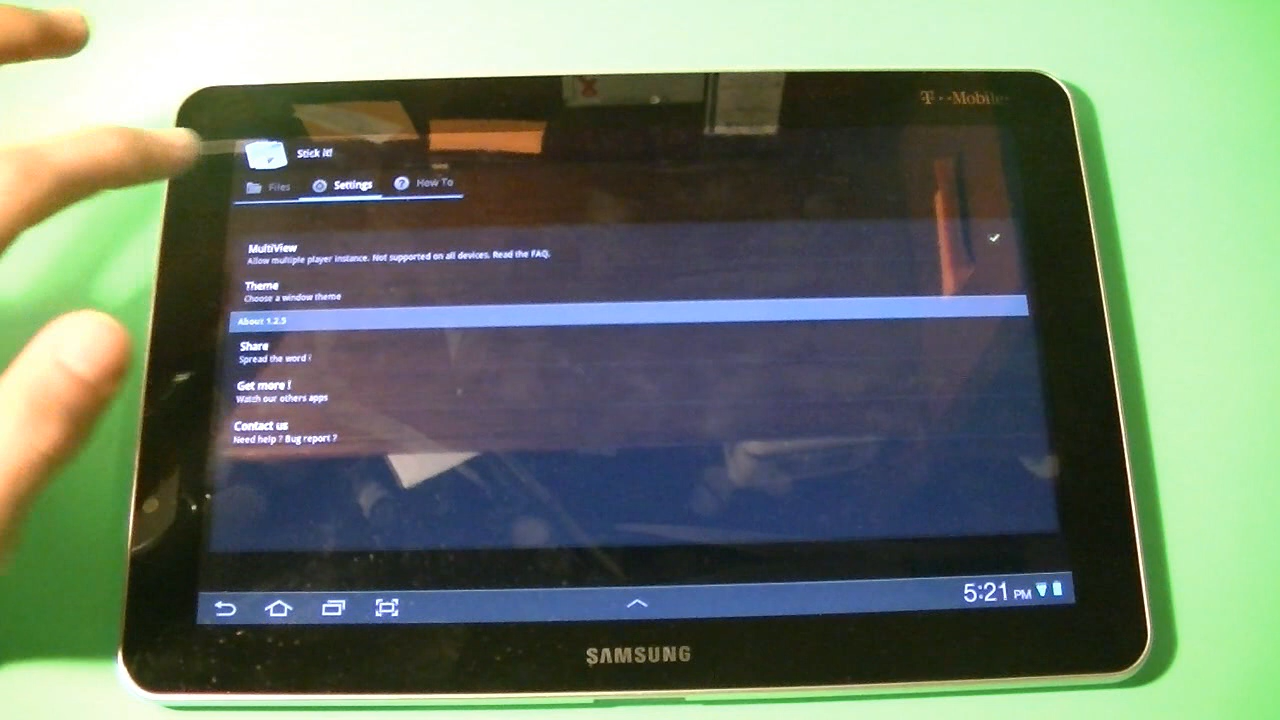 T··Mobile
Stick it!
Files Settings How To
MultiView
Allow multiple player instance. Not supported on all devices. Read the FAQ.
Theme
Choose a window theme
About 1.2.5
Share
Spread the word !
Get more !
Watch our others apps
Contact us
Need help ? Bug report ?
5:21 PM
SAMSUNG